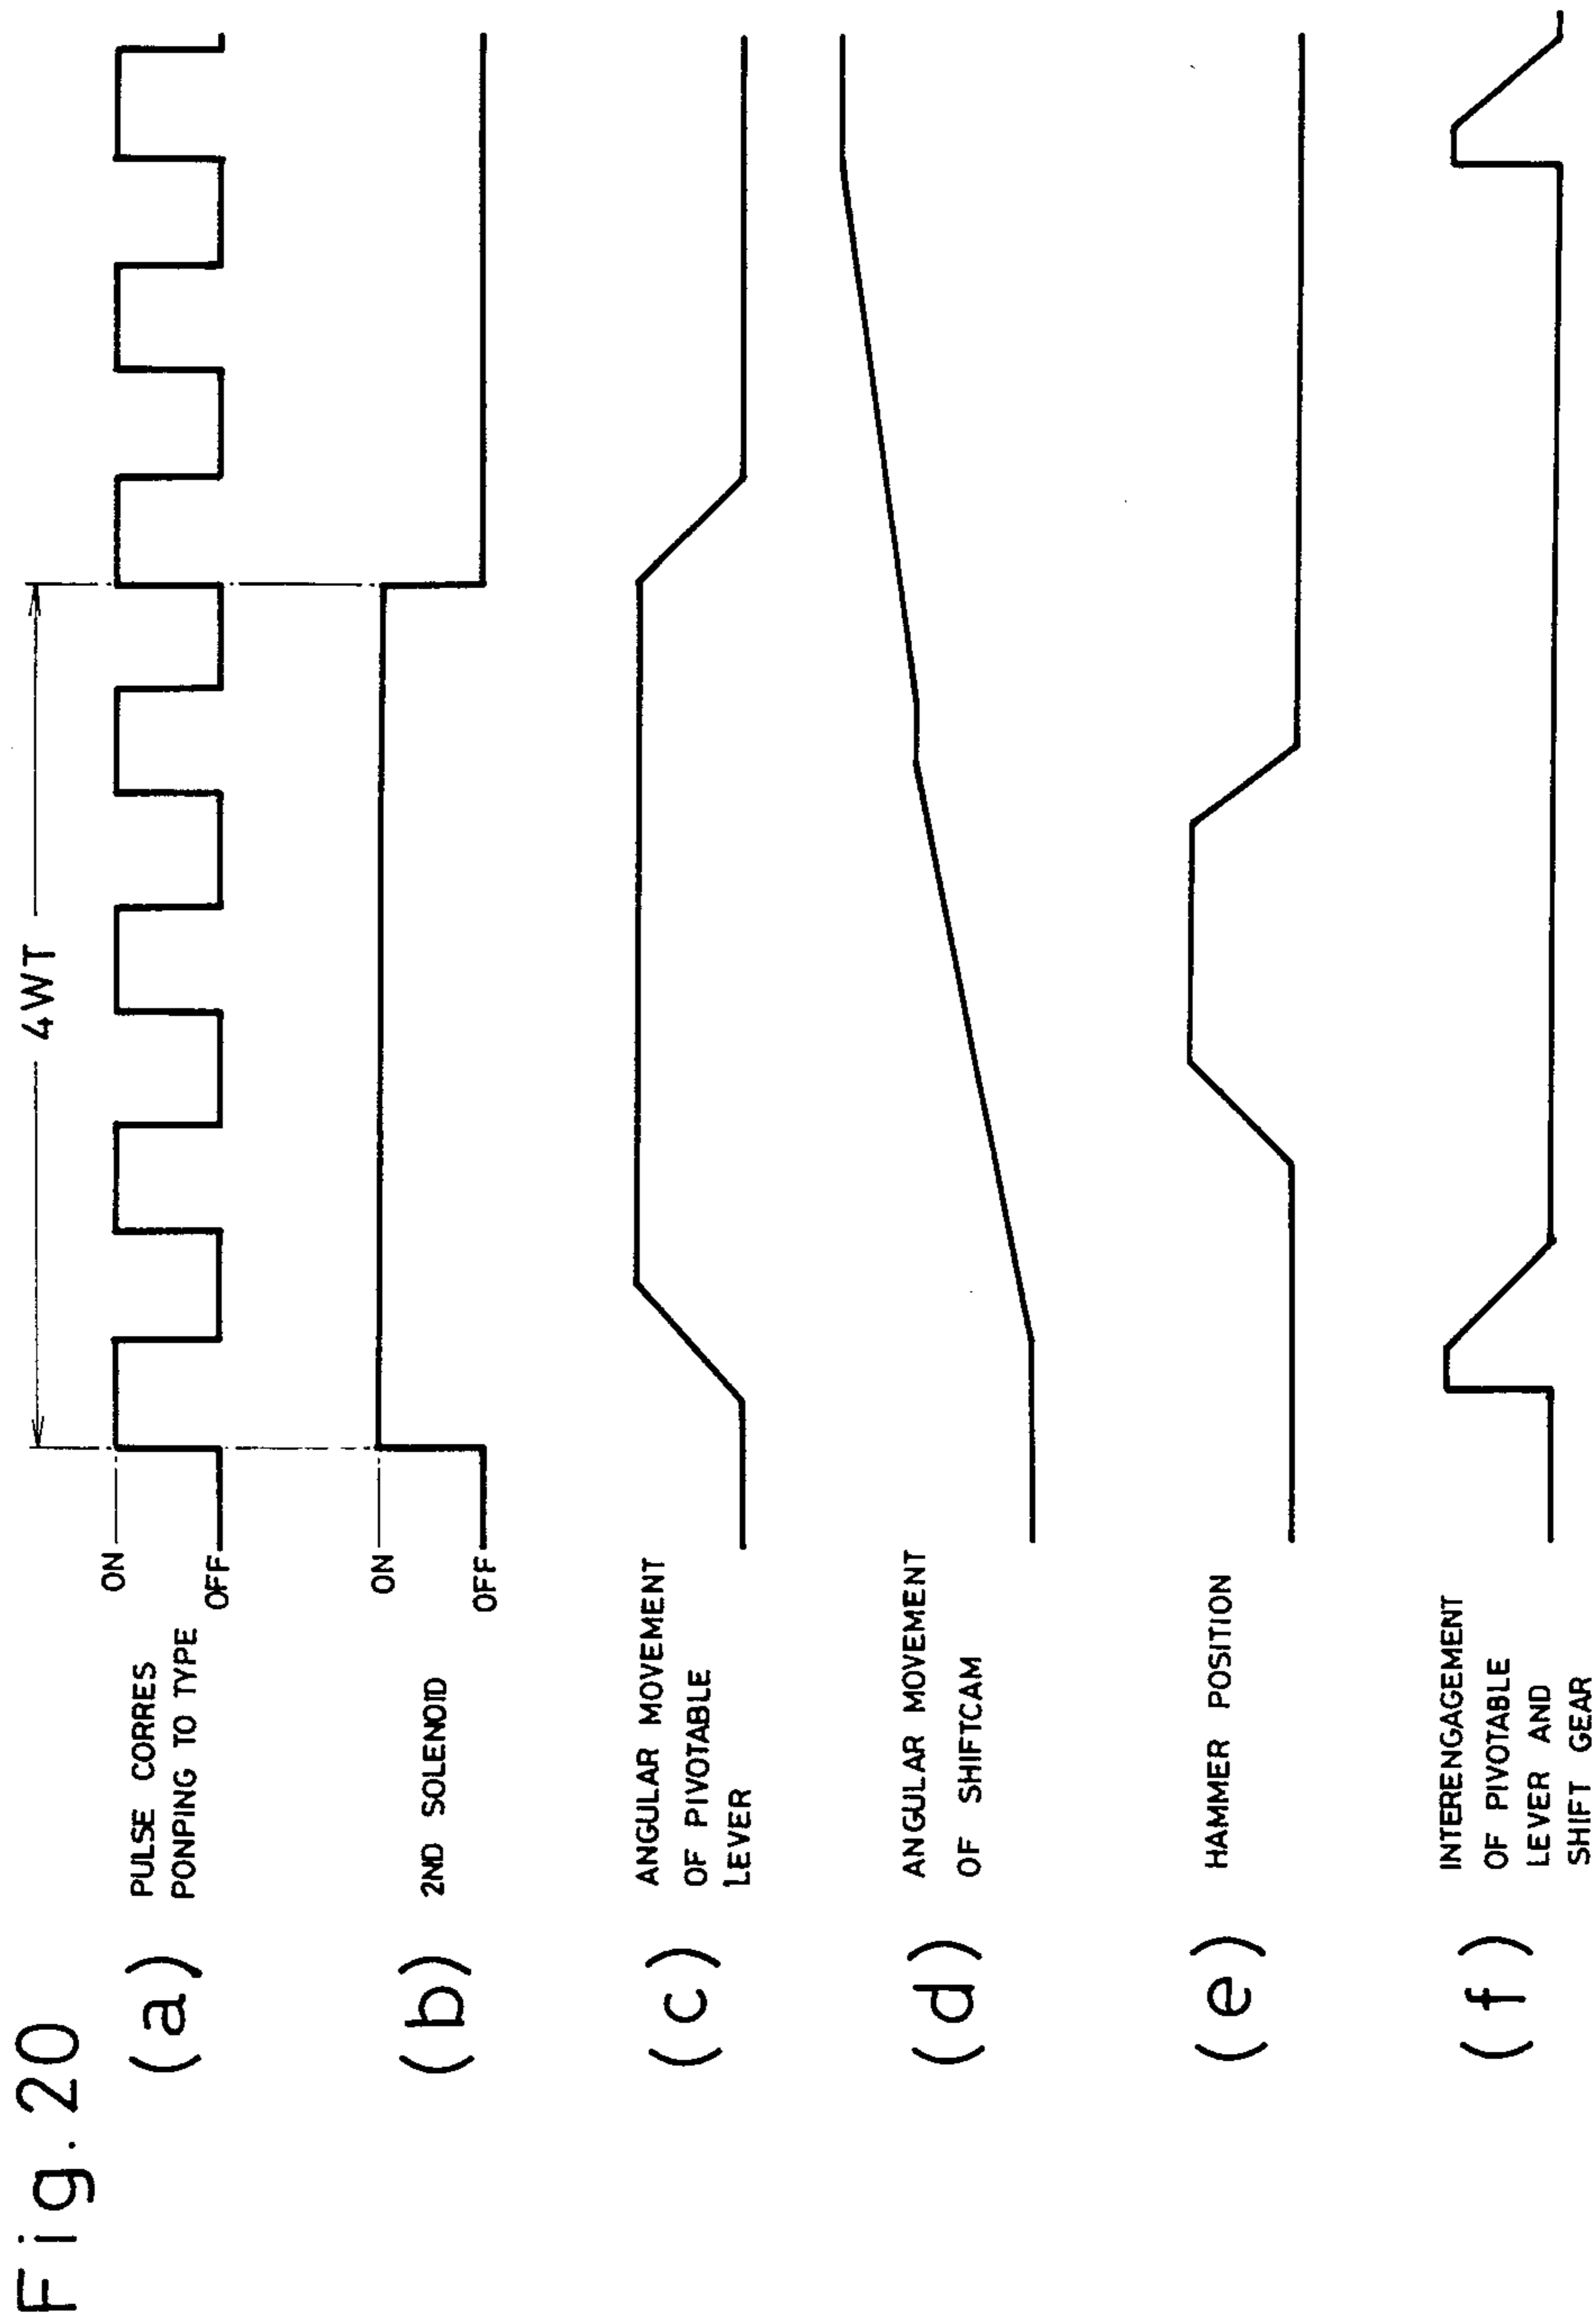 Fig. 20
4WT
(a) PULSE CORRES
PONPING TO TYPE
ON
OFF
(b) 2ND SOLENOID
ON
OFF
(c) ANGULAR MOVEMENT
OF PIVOTABLE
LEVER
(d) ANGULAR MOVEMENT
OF SHIFTCAM
(e) HAMMER POSITION
(f) INTERENGAGEMENT
OF PIVOTABLE
LEVER AND
SHIFT GEAR